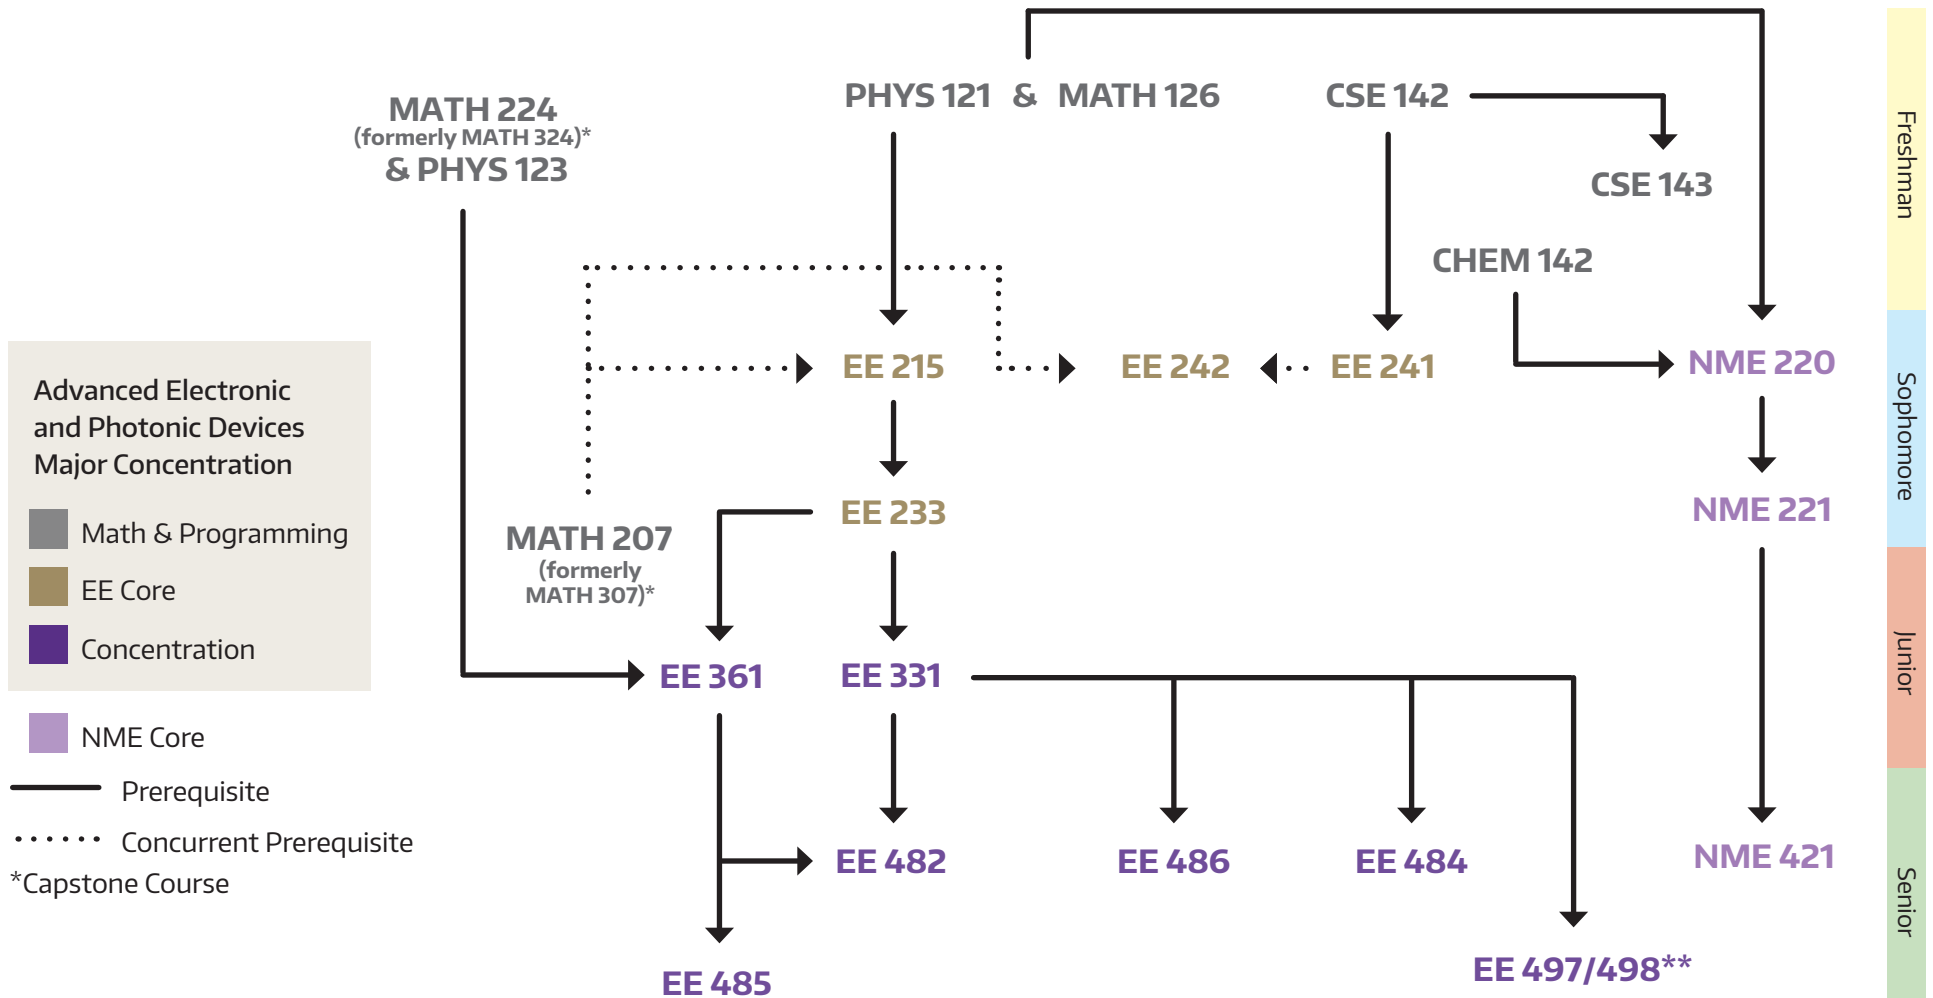 PHYS 121 & MATH 126
CSE 142
MATH 224
(formerly MATH 324)*
& PHYS 123
CSE 143
CHEM 142
EE 215
EE 242
EE 241
NME 220
Advanced Electronic
and Photonic Devices
Major Concentration
Math & Programming
EE Core
Concentration
NME Core
Prerequisite
Concurrent Prerequisite
*Capstone Course
EE 233
NME 221
MATH 207
(formerly
MATH 307)*
EE 361
EE 331
EE 482
EE 486
EE 484
NME 421
EE 485
EE 497/498**
Freshman
Sophomore
Junior
Senior